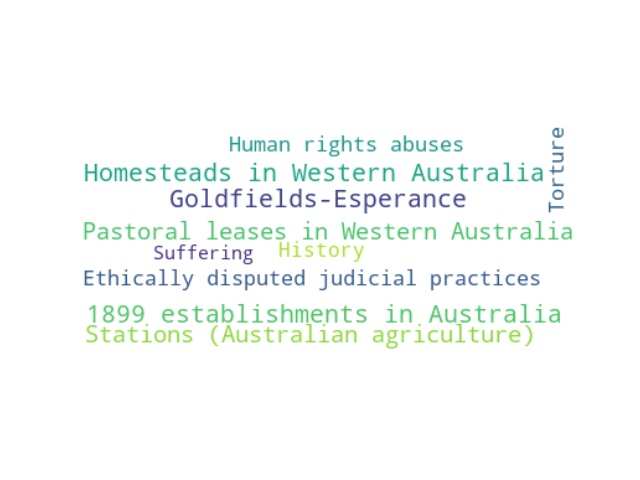 Human rights abuses
Torture
Homesteads in Western Australia
Goldfields-Esperance
Pastoral leases in Western Australia
Suffering
History
Ethically disputed judicial practices
1899 establishments in Australia
Stations (Australian agriculture)